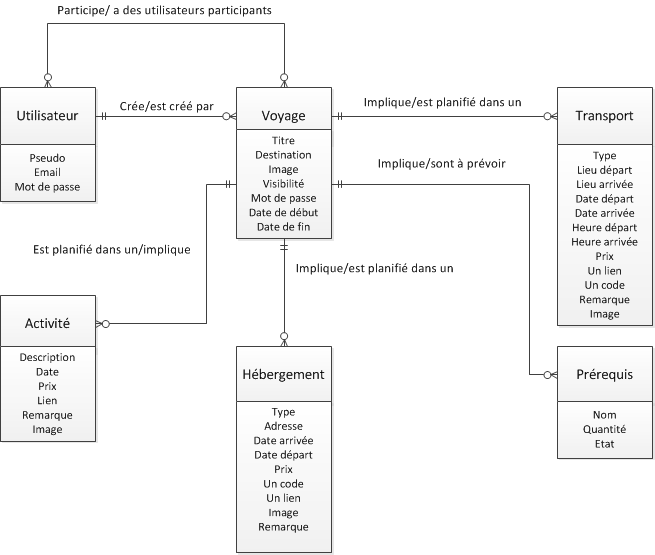 Participe/ a des utilisateurs participants
Utilisateur
Pseudo
Email
Mot de passe
Crée/est créé par
Voyage
Titre
Destination
Image
Visibilité
Mot de passe
Date de début
Date de fin
Implique/est planifié dans un
Transport
Type
Lieu départ
Lieu arrivée
Date départ
Date arrivée
Heure départ
Heure arrivée
Prix
Un lien
Un code
Remarque
Image
Implique/sont à prévoir
Est planifié dans un/implique
Implique/est planifié dans un
Activité
Description
Date
Prix
Lien
Remarque
Image
Hébergement
Type
Adresse
Date arrivée
Date départ
Prix
Un code
Un lien
Image
Remarque
Prérequis
Nom
Quantité
Etat